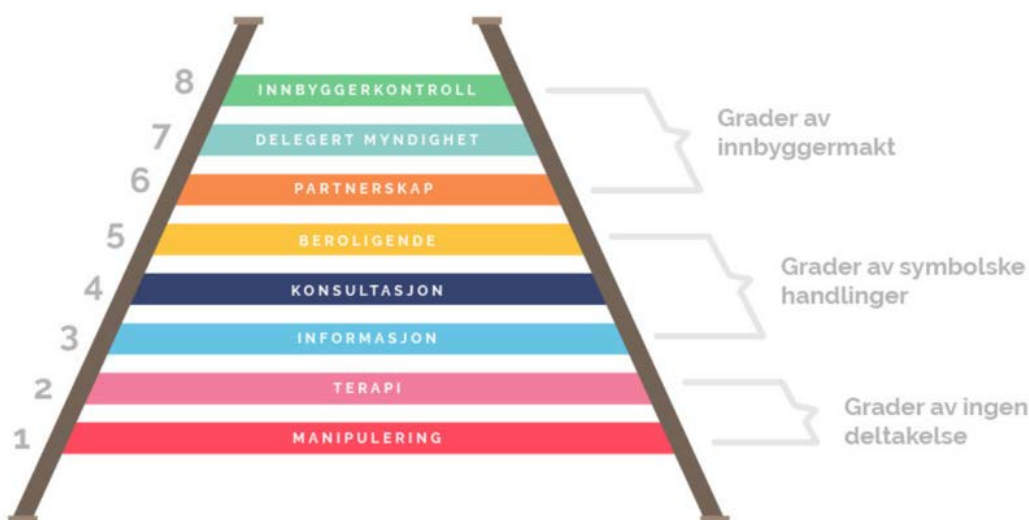 8
INNBYGGERKONTROLL
7
DELEGERT MYNDIGHET
6
PARTNERSKAP
Grader av
innbyggermakt
5
BEROLIGENDE
4
KONSULTASJON
3
INFORMASJON
Grader av symbolske
handlinger
2
TERAPI
1
MANIPULERING
Grader av ingen
deltakelse